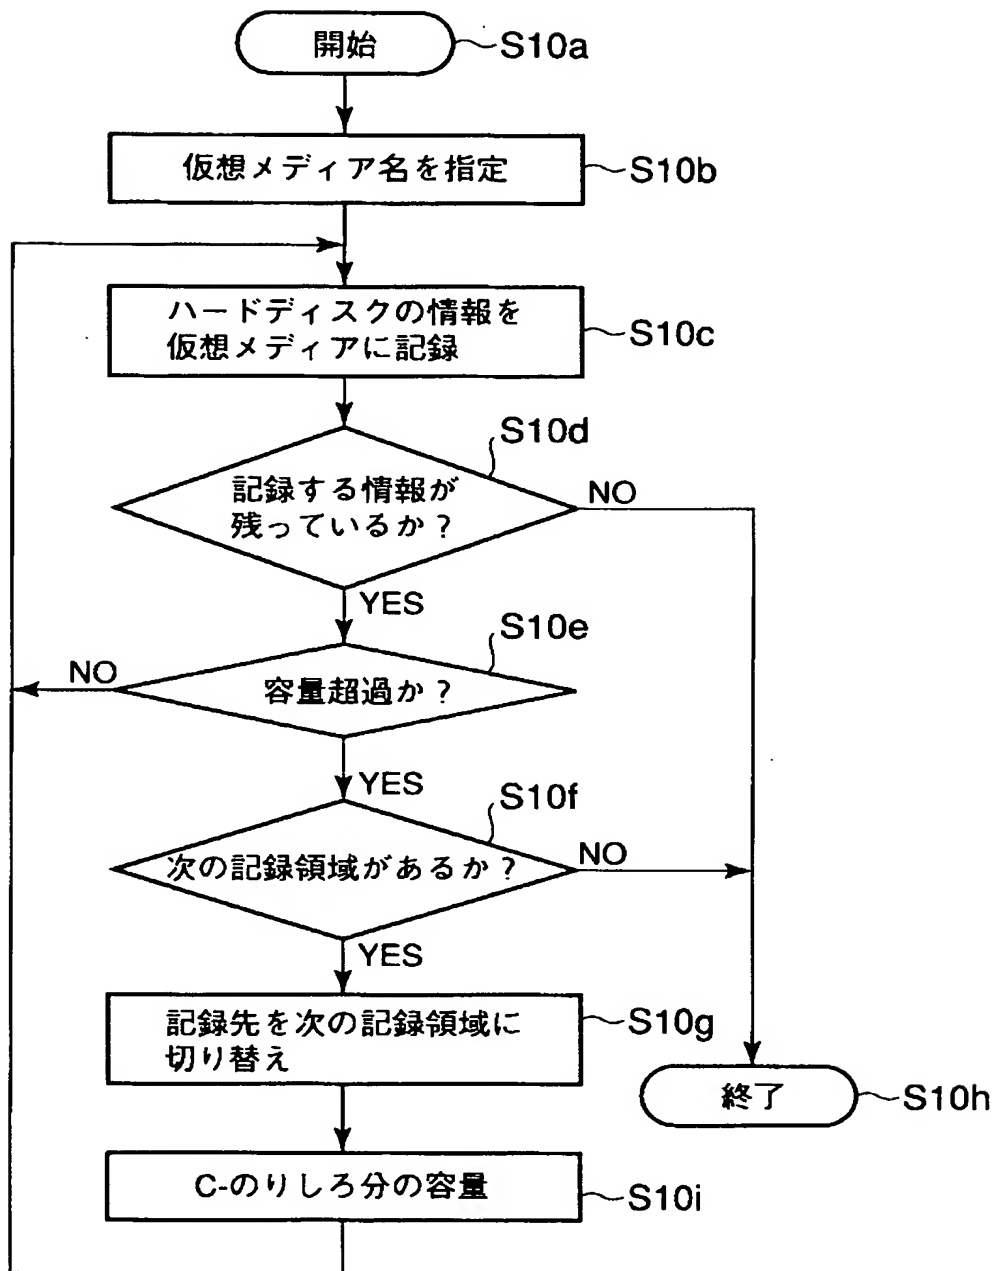 開始
S10a
仮想メディア名を指定
S10b
ハードディスクの情報を
仮想メディアに記録
S10c
S10d
記録する情報が
残っているか？
NO
YES
S10e
NO
容量超過か？
YES
S10f
次の記録領域があるか？
NO
YES
記録先を次の記録領域に
切り替え
S10g
終了
S10h
C-のりしろ分の容量
S10i